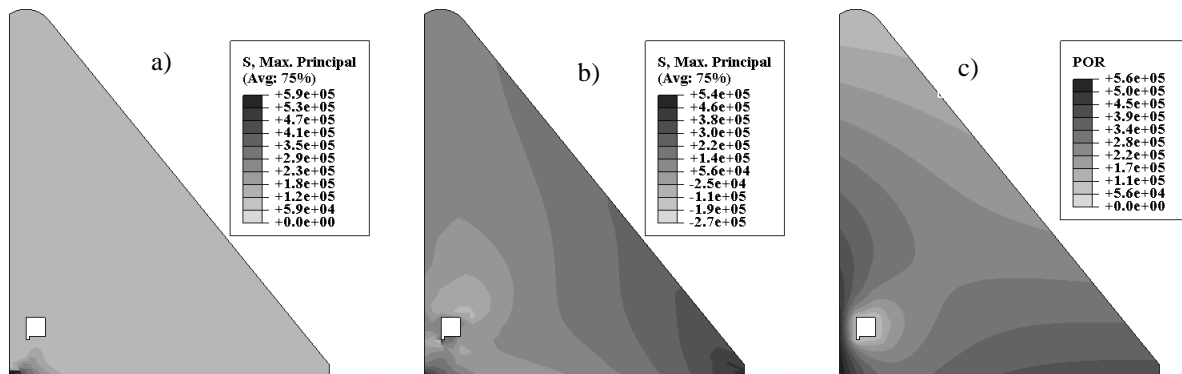 a)
S, Max. Principal
(Avg: 75%)
+5.9e+05
+5.3e+05
+4.7e+05
+4.1e+05
+3.5e+05
+2.9e+05
+2.3e+05
+1.8e+05
+1.2e+05
+5.9e+04
+0.0e+00
b)
S, Max. Principal
(Avg: 75%)
+5.4e+05
+4.6e+05
+3.8e+05
+3.0e+05
+2.2e+05
+1.4e+05
+5.6e+04
-2.5e+04
-1.1e+05
-1.9e+05
-2.7e+05
c)
POR
+5.6e+05
+5.0e+05
+4.5e+05
+3.9e+05
+3.4e+05
+2.8e+05
+2.2e+05
+1.7e+05
+1.1e+05
+5.6e+04
+0.0e+00